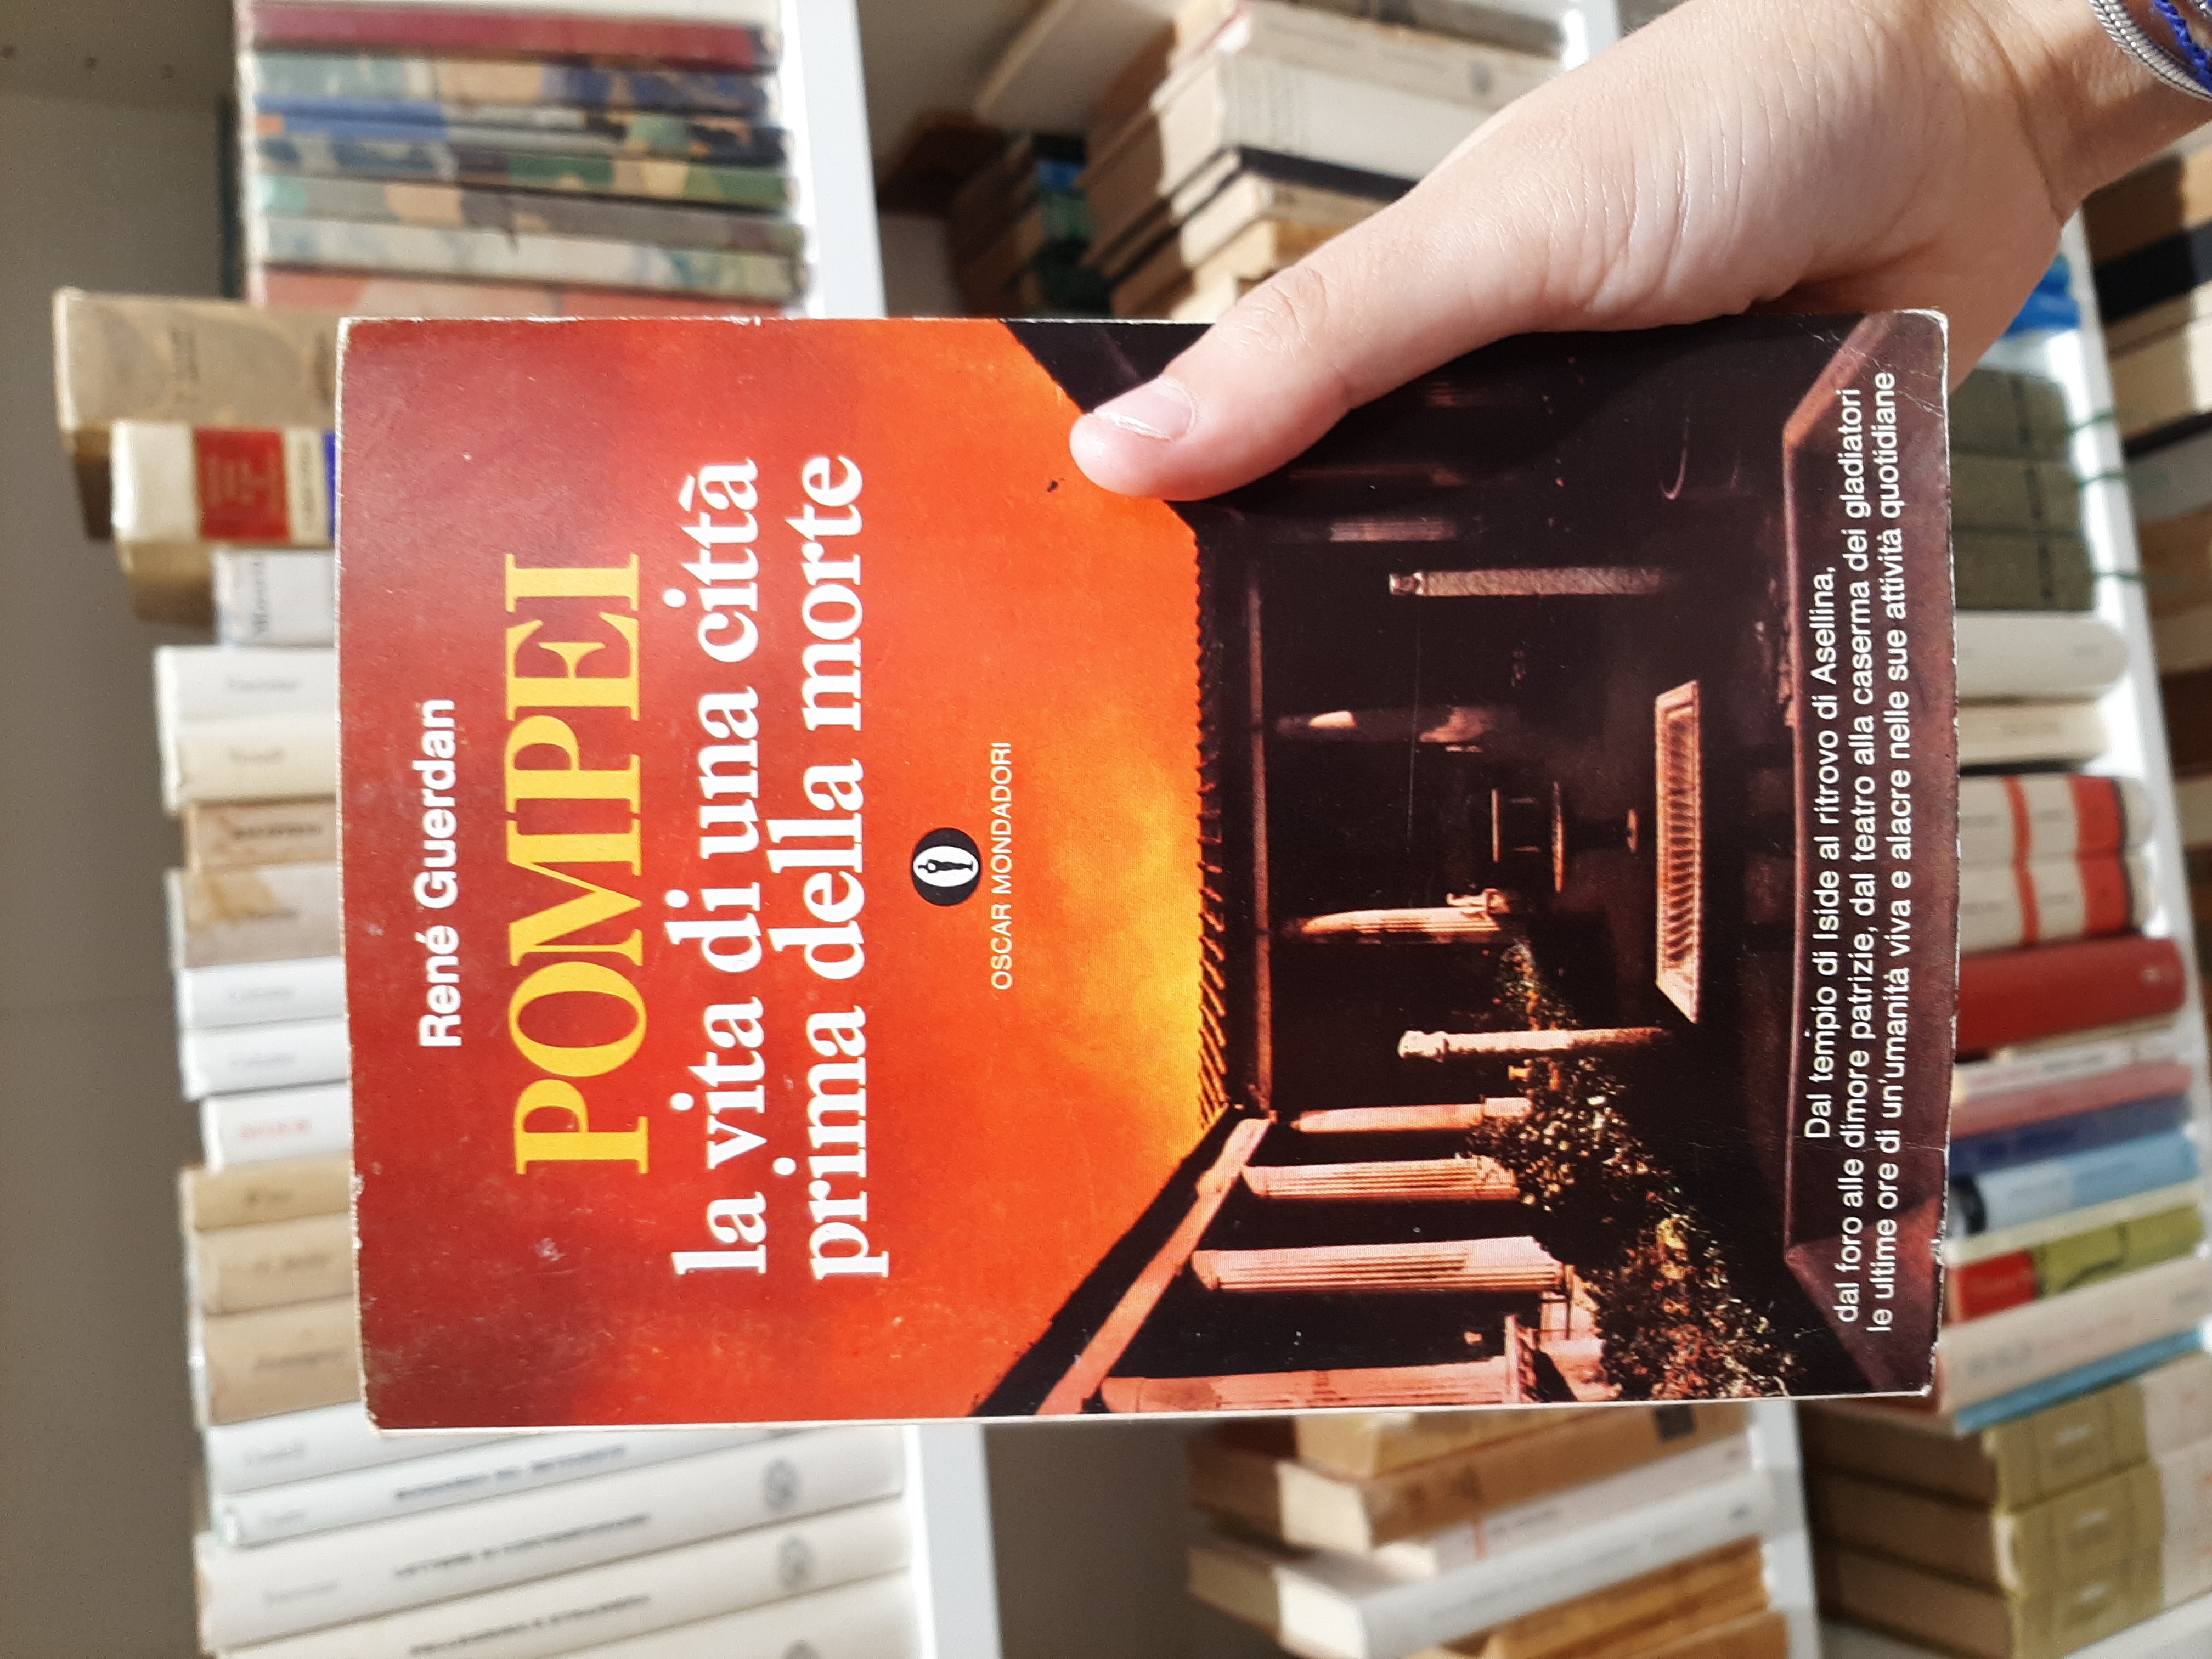 René Guerdan
POMPEI
la vita di una città
prima della morte
OSCAR MONDADORI
Dal tempio di Iside al ritrovo di Asellina,
dal foro alle dimore patrizie, dal teatro alla caserma dei gladiatori
le ultime ore di un'umanità viva e alacre nelle sue attività quotidiane